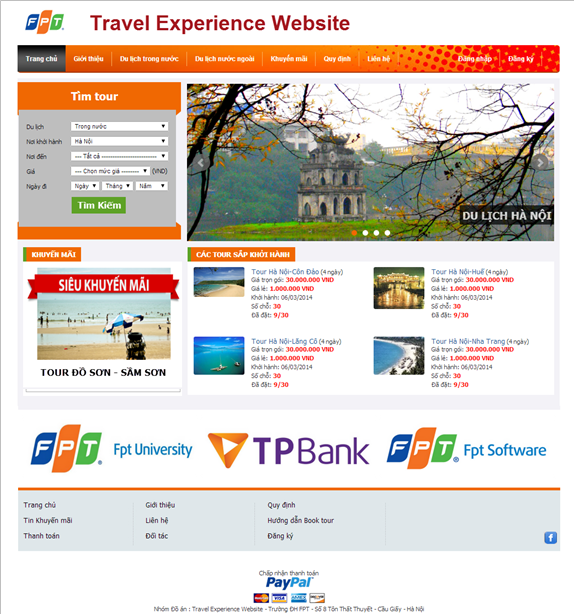 FPT. Travel Experience Website
Trang chủ Giới thiệu Du lịch trong nước Du lịch nước ngoài Khuyến mãi Quy định Liên hệ Đăng nhập Đăng ký
Tìm tour
Du lịch Trong nước
Nơi khởi hành Hà Nội
Nơi đến --- Tất cả ---
Giá --- Chọn mức giá --- (VND)
Ngày đi Ngày Tháng Năm
Tìm Kiếm
DU LỊCH HÀ NỘI
KHUYẾN MÃI
SIÊU KHUYẾN MÃI
TOUR ĐỒ SƠN - SẦM SƠN
CÁC TOUR SẮP KHỞI HÀNH
Tour Hà Nội-Côn Đảo (4 ngày)
Giá trọn gói: 30.000.000 VND
Giá lẻ: 1.000.000 VND
Khởi hành: 06/03/2014
Số chỗ: 30
Đã đặt: 9/30
Tour Hà Nội-Huế (4 ngày)
Giá trọn gói: 30.000.000 VND
Giá lẻ: 1.000.000 VND
Khởi hành: 06/03/2014
Số chỗ: 30
Đã đặt: 9/30
Tour Hà Nội-Lăng Cô (4 ngày)
Giá trọn gói: 30.000.000 VND
Giá lẻ: 1.000.000 VND
Khởi hành: 06/03/2014
Số chỗ: 30
Đã đặt: 9/30
Tour Hà Nội-Nha Trang (4 ngày)
Giá trọn gói: 30.000.000 VND
Giá lẻ: 1.000.000 VND
Khởi hành: 06/03/2014
Số chỗ: 30
Đã đặt: 9/30
FPT. Fpt University TPBank FPT. Fpt Software
Trang chủ Giới thiệu Quy định
Tin Khuyến mãi Liên hệ Hướng dẫn Book tour
Thanh toán Đối tác Đăng ký
f
Chấp nhận thanh toán
PayPal
VISA
Nhóm Đồ án : Travel Experience Website - Trường ĐH FPT - Số 8 Tôn Thất Thuyết - Cầu Giấy - Hà Nội